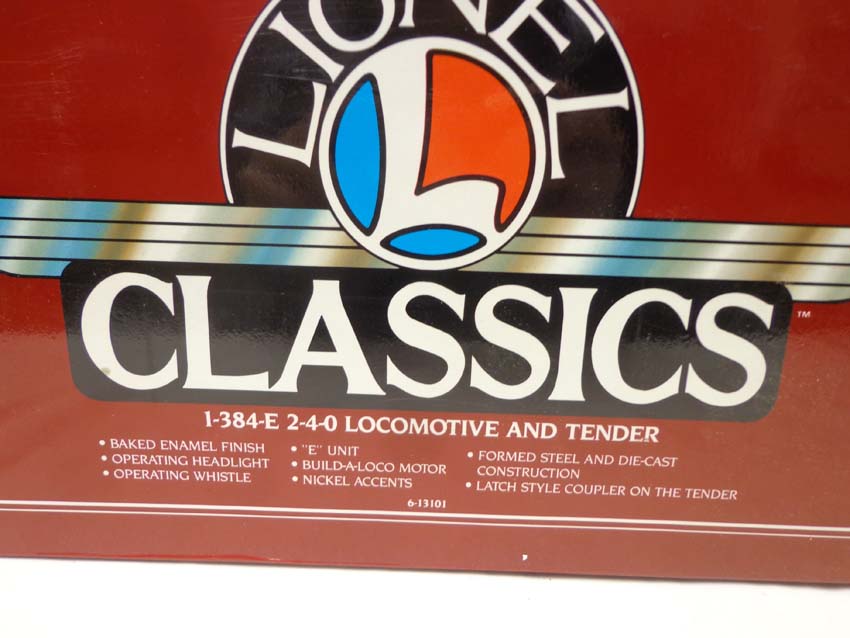 LIONEL
L
CLASSICS
™
1-384-E 2-4-0 LOCOMOTIVE AND TENDER
• BAKED ENAMEL FINISH
• OPERATING HEADLIGHT
• OPERATING WHISTLE
• "E" UNIT
• BUILD-A-LOCO MOTOR
• NICKEL ACCENTS
• FORMED STEEL AND DIE-CAST
CONSTRUCTION
• LATCH STYLE COUPLER ON THE TENDER
6-13101